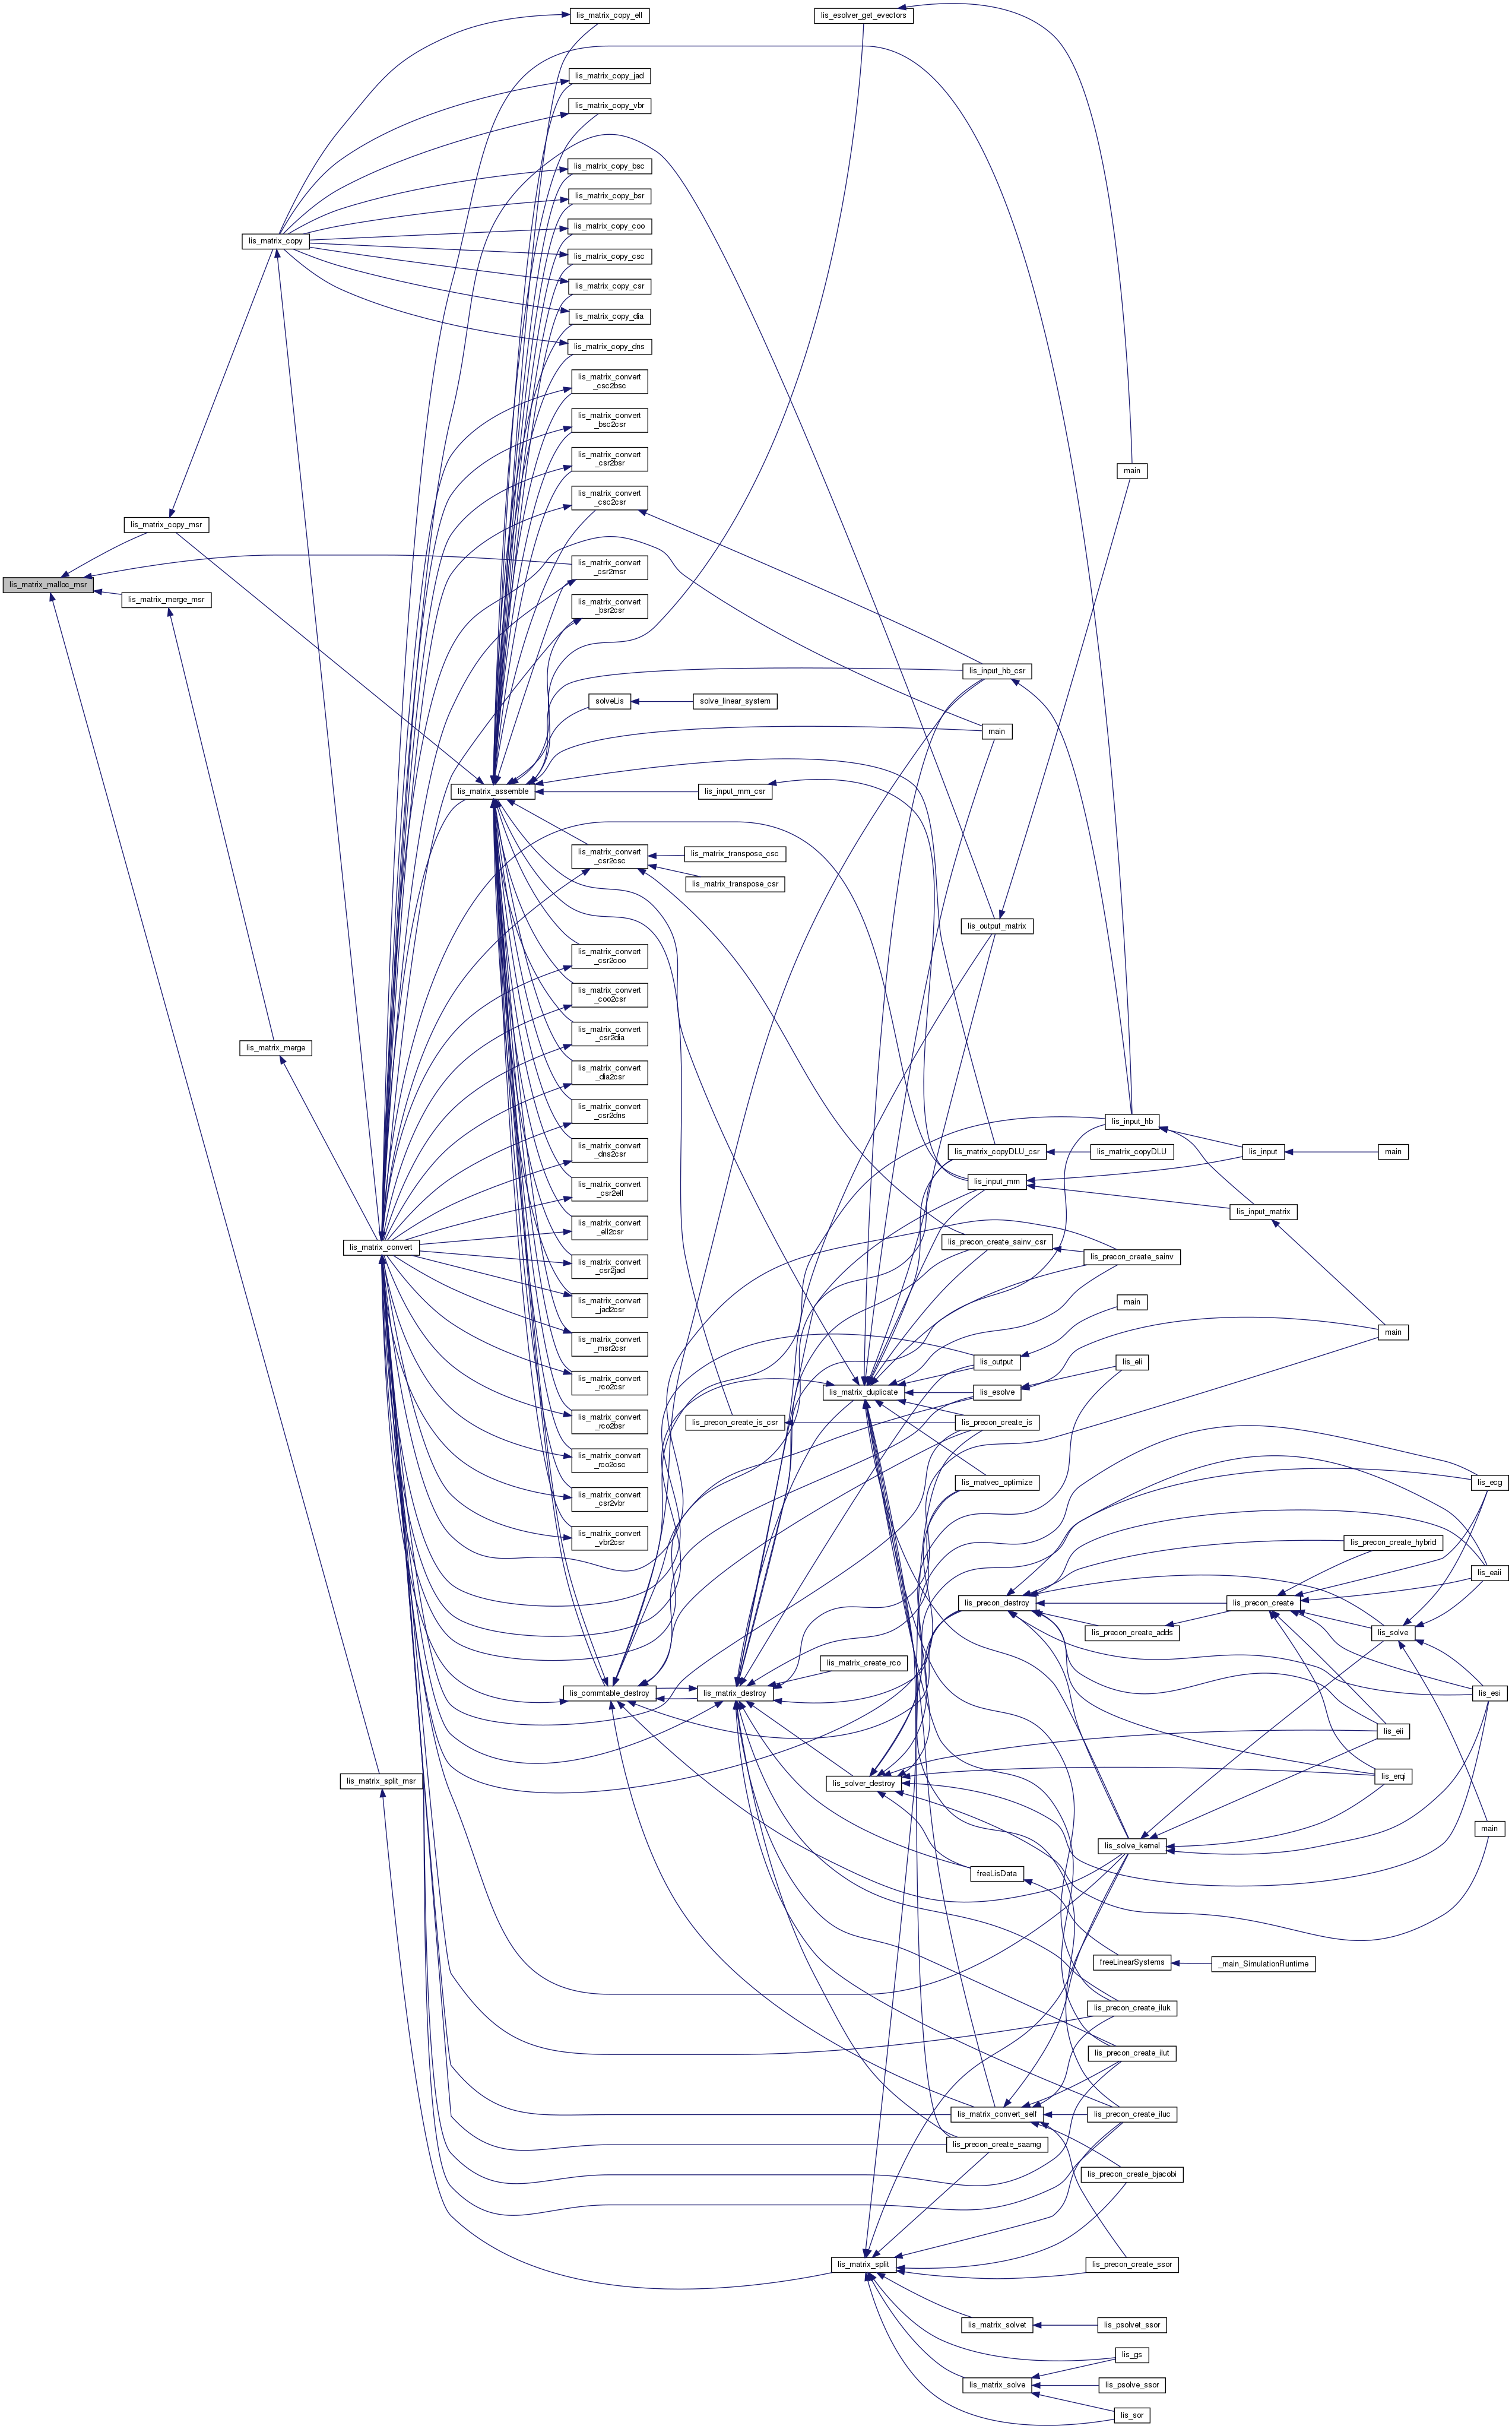 lis_matrix_copy_ell
lis_esolver_get_evectors
lis_matrix_copy_jad
lis_matrix_copy_vbr
lis_matrix_copy_bsc
lis_matrix_copy_bsr
lis_matrix_copy_coo
lis_matrix_copy
lis_matrix_copy_csc
lis_matrix_copy_csr
lis_matrix_copy_dia
lis_matrix_copy_dns
lis_matrix_convert
_csc2bsc
lis_matrix_convert
_bsc2csr
lis_matrix_convert
_csr2bsr
main
lis_matrix_convert
_csc2csr
lis_matrix_copy_msr
lis_matrix_convert
_csr2msr
lis_matrix_malloc_msr
lis_matrix_merge_msr
lis_matrix_convert
_bsr2csr
lis_input_hb_csr
solveLis
solve_linear_system
main
lis_matrix_assemble
lis_input_mm_csr
lis_matrix_convert
_csr2csc
lis_matrix_transpose_csc
lis_matrix_transpose_csr
lis_output_matrix
lis_matrix_convert
_csr2coo
lis_matrix_convert
_coo2csr
lis_matrix_convert
_csr2dia
lis_matrix_merge
lis_matrix_convert
_dia2csr
lis_matrix_convert
_csr2dns
lis_input_hb
lis_matrix_convert
_dns2csr
lis_matrix_copyDLU_csr
lis_matrix_copyDLU
lis_input
main
lis_matrix_convert
_csr2ell
lis_input_mm
lis_input_matrix
lis_matrix_convert
_ell2csr
lis_matrix_convert
lis_precon_create_sainv_csr
lis_precon_create_sainv
lis_matrix_convert
_csr2jad
lis_matrix_convert
_jad2csr
main
lis_matrix_convert
_msr2csr
main
lis_output
lis_eli
lis_matrix_convert
_rco2csr
lis_matrix_duplicate
lis_esolve
lis_matrix_convert
_rco2bsr
lis_precon_create_is_csr
lis_precon_create_is
lis_matrix_convert
_rco2csc
lis_matvec_optimize
lis_ecg
lis_matrix_convert
_csr2vbr
lis_matrix_convert
_vbr2csr
lis_precon_create_hybrid
lis_eaii
lis_precon_destroy
lis_precon_create
lis_precon_create_adds
lis_solve
lis_matrix_create_rco
lis_commtable_destroy
lis_matrix_destroy
lis_esi
lis_eii
lis_matrix_split_msr
lis_solver_destroy
lis_erqi
main
lis_solve_kernel
freeLisData
freeLinearSystems
_main_SimulationRuntime
lis_precon_create_iluk
lis_precon_create_ilut
lis_matrix_convert_self
lis_precon_create_iluc
lis_precon_create_saamg
lis_precon_create_bjacobi
lis_matrix_split
lis_precon_create_ssor
lis_matrix_solvet
lis_psolvet_ssor
lis_gs
lis_matrix_solve
lis_psolve_ssor
lis_sor